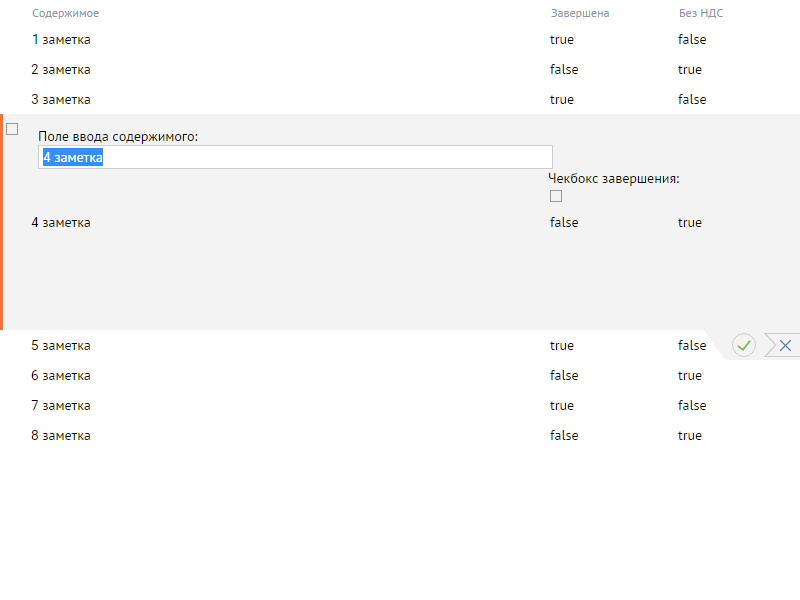 Содержимое Завершена Без НДС
1 заметка true false
2 заметка false true
3 заметка true false
Поле ввода содержимого:
4 заметка
Чекбокс завершения:
4 заметка false true
5 заметка true false
6 заметка false true
7 заметка true false
8 заметка false true